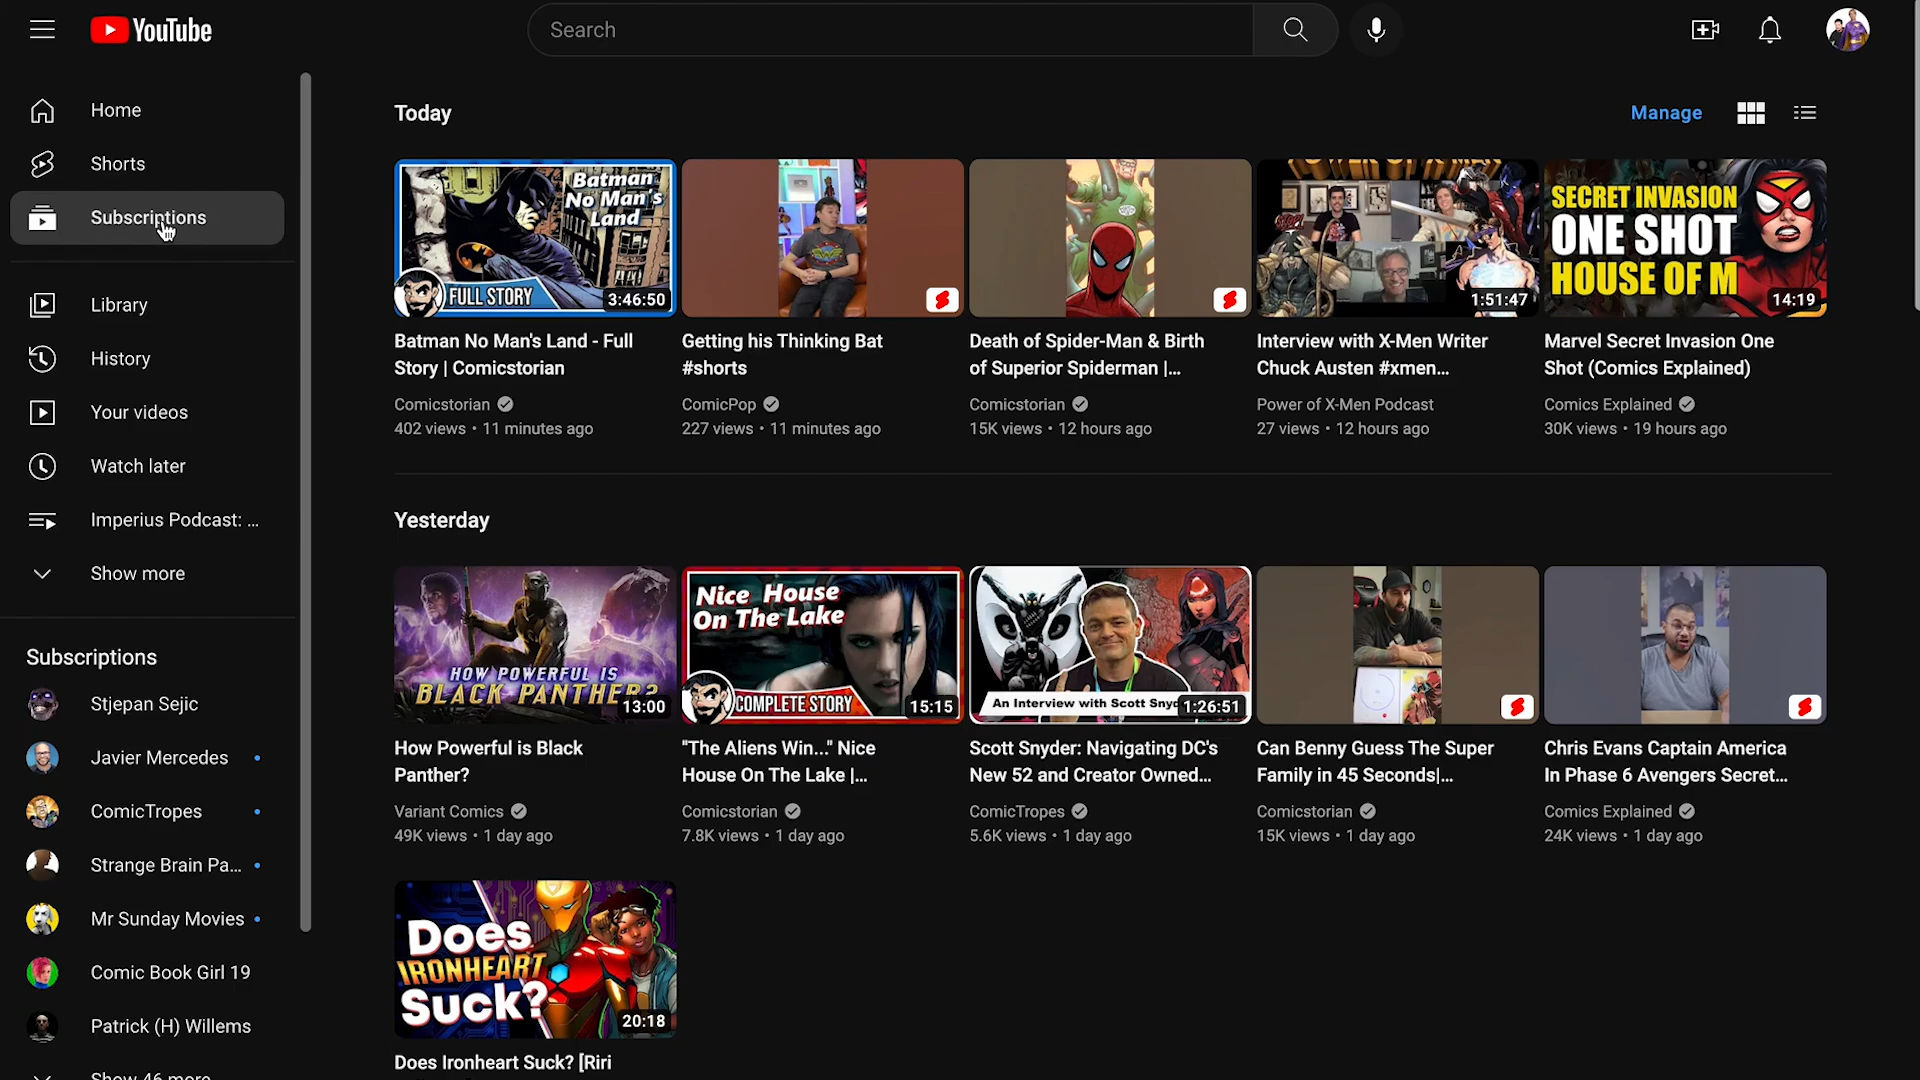 YouTube
Search
Home
Shorts
Subscriptions
Library
History
Your videos
Watch later
Imperius Podcast: ...
Show more
Subscriptions
Stjepan Sejic
Javier Mercedes
ComicTropes
Strange Brain Pa...
Mr Sunday Movies
Comic Book Girl 19
Patrick (H) Willems
Show 46 more
Today
Manage
Batman
No Man's
Land
FULL STORY
3:46:50
Batman No Man's Land - Full
Story | Comicstorian
Comicstorian
402 views • 11 minutes ago
Getting his Thinking Bat
#shorts
ComicPop
227 views • 11 minutes ago
Death of Spider-Man & Birth
of Superior Spiderman |...
Comicstorian
15K views • 12 hours ago
POWER OF X-MEN
1:51:47
Interview with X-Men Writer
Chuck Austen #xmen...
Power of X-Men Podcast
27 views • 12 hours ago
SECRET INVASION
ONE SHOT
HOUSE OF M
14:19
Marvel Secret Invasion One
Shot (Comics Explained)
Comics Explained
30K views • 19 hours ago
Yesterday
HOW POWERFUL IS
BLACK PANTHER?
13:00
How Powerful is Black
Panther?
Variant Comics
49K views • 1 day ago
Nice House
On The Lake
COMPLETE STORY
15:15
"The Aliens Win..." Nice
House On The Lake |...
Comicstorian
7.8K views • 1 day ago
An Interview with Scott Snyd
1:26:51
Scott Snyder: Navigating DC's
New 52 and Creator Owned...
ComicTropes
5.6K views • 1 day ago
Can Benny Guess The Super
Family in 45 Seconds|...
Comicstorian
15K views • 1 day ago
Chris Evans Captain America
In Phase 6 Avengers Secret...
Comics Explained
24K views • 1 day ago
Does
IRONHEART
Suck?
20:18
Does Ironheart Suck? [Riri